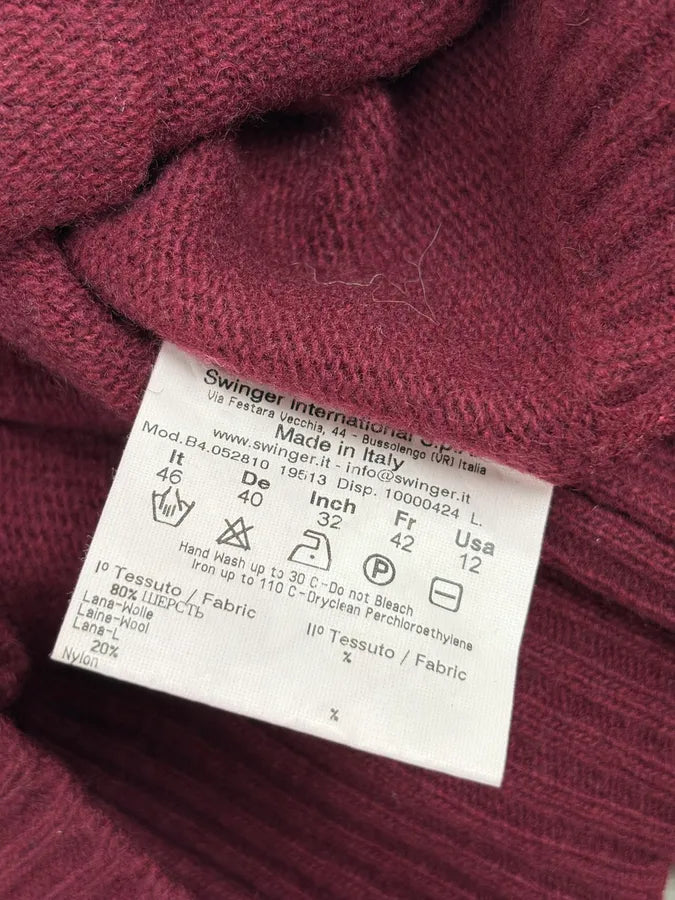 Swinger International S.p.A.
Via Festara Vecchia, 44 - Bussolengo (VR) Italia
Made in Italy
www.swinger.it - info@swinger.it
Mod.B4.052810 19513 Disp. 10000424 L.
It De Inch Fr Usa
46 40 32 42 12
P
Hand Wash up to 30 C-Do not Bleach
Iron up to 110 C-Dryclean Perchloroethylene
I° Tessuto / Fabric
80% ШЕРСТЬ
Lana-Wolle
Laine-Wool
Lana-L
20%
Nylon
II° Tessuto / Fabric
%
%